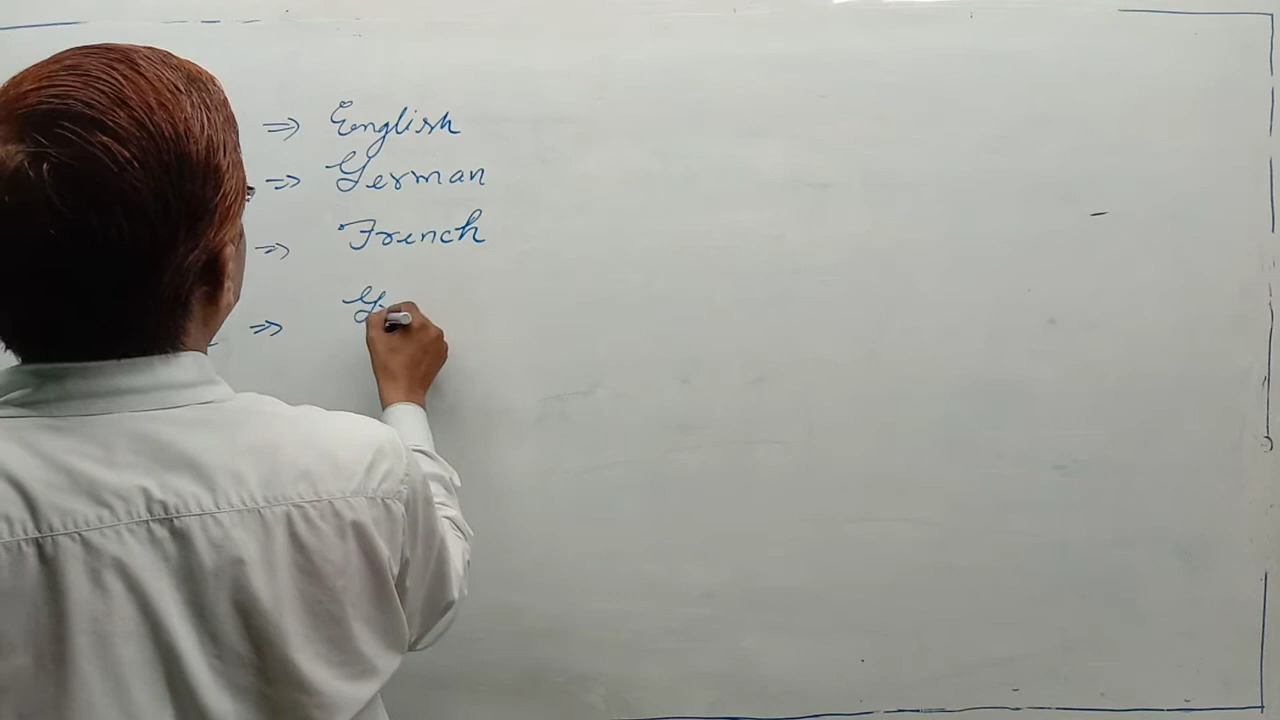 ⇒ English
⇒ German
⇒ French
⇒ G